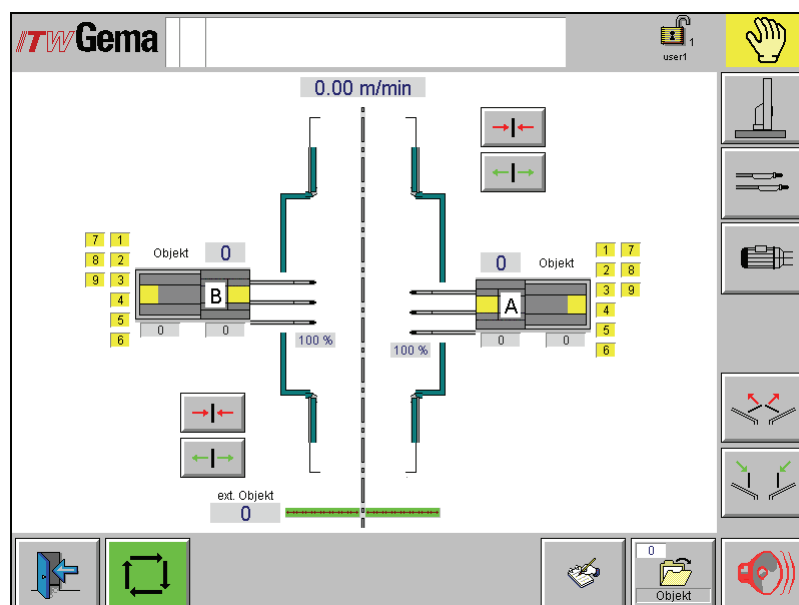 ITWGema
1
user1
0.00 m/min
7 1
8 2
9 3
4
5
6
Objekt 0
B
0 0
100 %
0 Objekt
A
0 0
100 %
1 7
2 8
3 9
4
5
6
ext. Objekt
0
0
Objekt